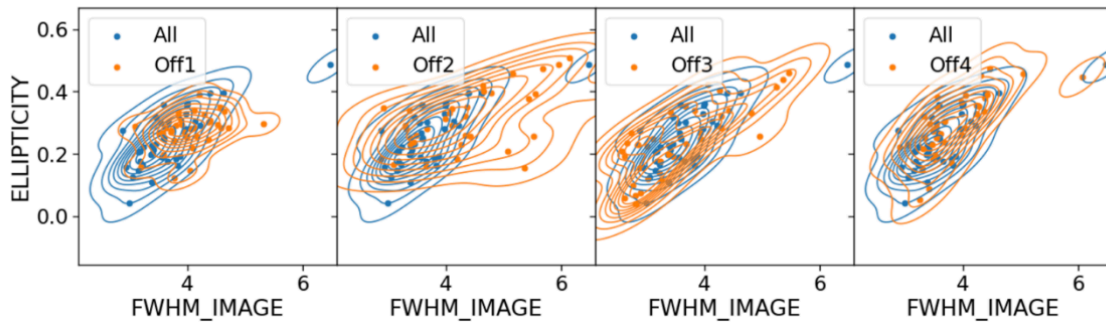 0.6
0.4
0.2
0.0
ELLIPTICITY
All
Off1
All
Off2
All
Off3
All
Off4
4 6 4 6 4 6 4 6
FWHM_IMAGE FWHM_IMAGE FWHM_IMAGE FWHM_IMAGE